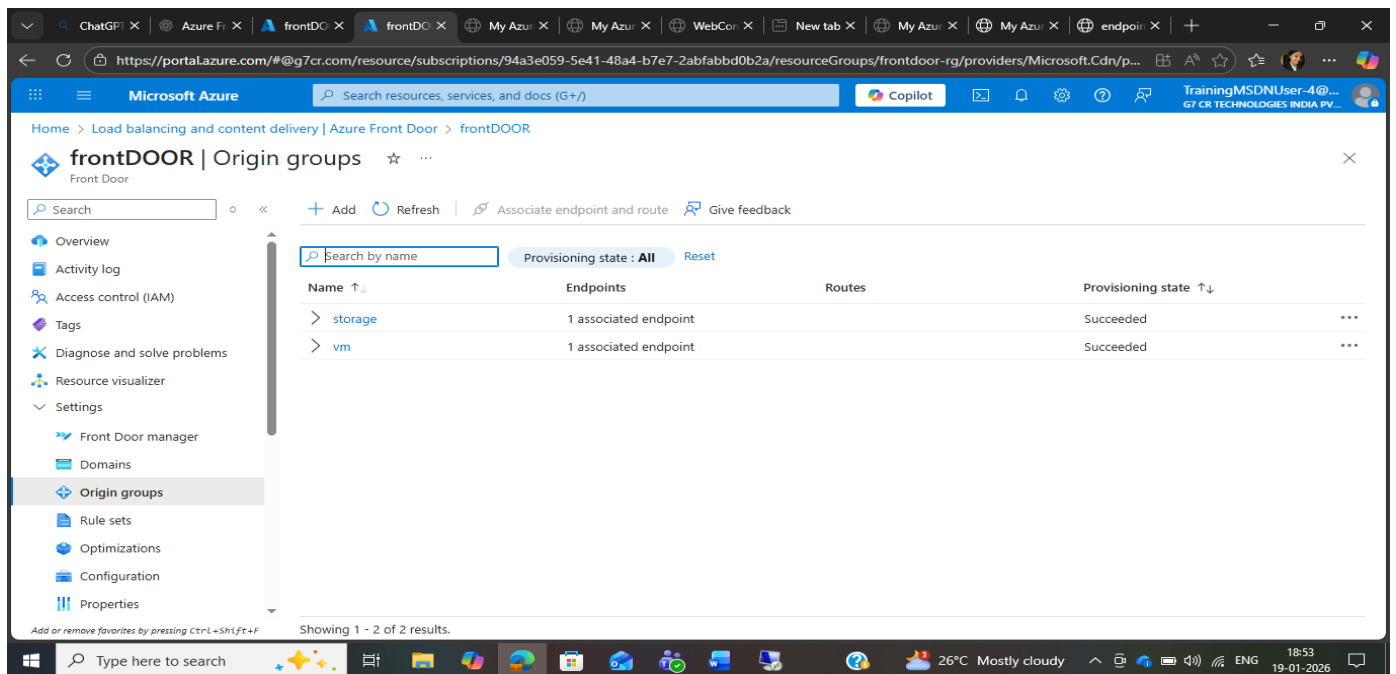 ChatGPT
Azure Fr
frontDO
frontDO
My Azur
My Azur
WebCon
New tab
My Azur
My Azur
endpoin
https://portal.azure.com/#@g7cr.com/resource/subscriptions/94a3e059-5e41-48a4-b7e7-2abfabbd0b2a/resourceGroups/frontdoor-rg/providers/Microsoft.Cdn/p...
Microsoft Azure
Search resources, services, and docs (G+/)
Copilot
TrainingMSDNUser-4@...
G7 CR TECHNOLOGIES INDIA PV...
Home > Load balancing and content delivery | Azure Front Door > frontDOOR
frontDOOR | Origin groups
Front Door
Search
Add Refresh Associate endpoint and route Give feedback
Overview
Activity log
Access control (IAM)
Tags
Diagnose and solve problems
Resource visualizer
Settings
Front Door manager
Domains
Origin groups
Rule sets
Optimizations
Configuration
Properties
Add or remove favorites by pressing Ctrl+Shift+F
Search by name
Provisioning state : All
Reset
Name Endpoints Routes Provisioning state
storage 1 associated endpoint Succeeded
vm 1 associated endpoint Succeeded
Showing 1 - 2 of 2 results.
Type here to search
3
26°C Mostly cloudy
ENG
18:53
19-01-2026